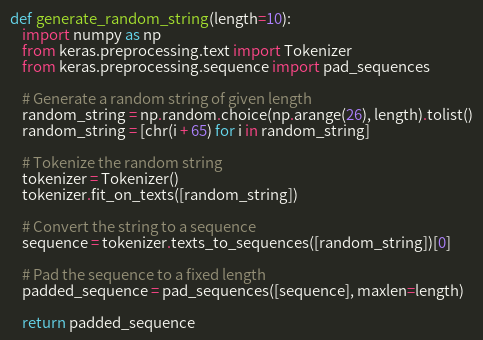 def generate_random_string(length=10):
import numpy as np
from keras.preprocessing.text import Tokenizer
from keras.preprocessing.sequence import pad_sequences
# Generate a random string of given length
random_string = np.random.choice(np.arange(26), length).tolist()
random_string = [chr(i + 65) for i in random_string]
# Tokenize the random string
tokenizer = Tokenizer()
tokenizer.fit_on_texts([random_string])
# Convert the string to a sequence
sequence = tokenizer.texts_to_sequences([random_string])[0]
# Pad the sequence to a fixed length
padded_sequence = pad_sequences([sequence], maxlen=length)
return padded_sequence